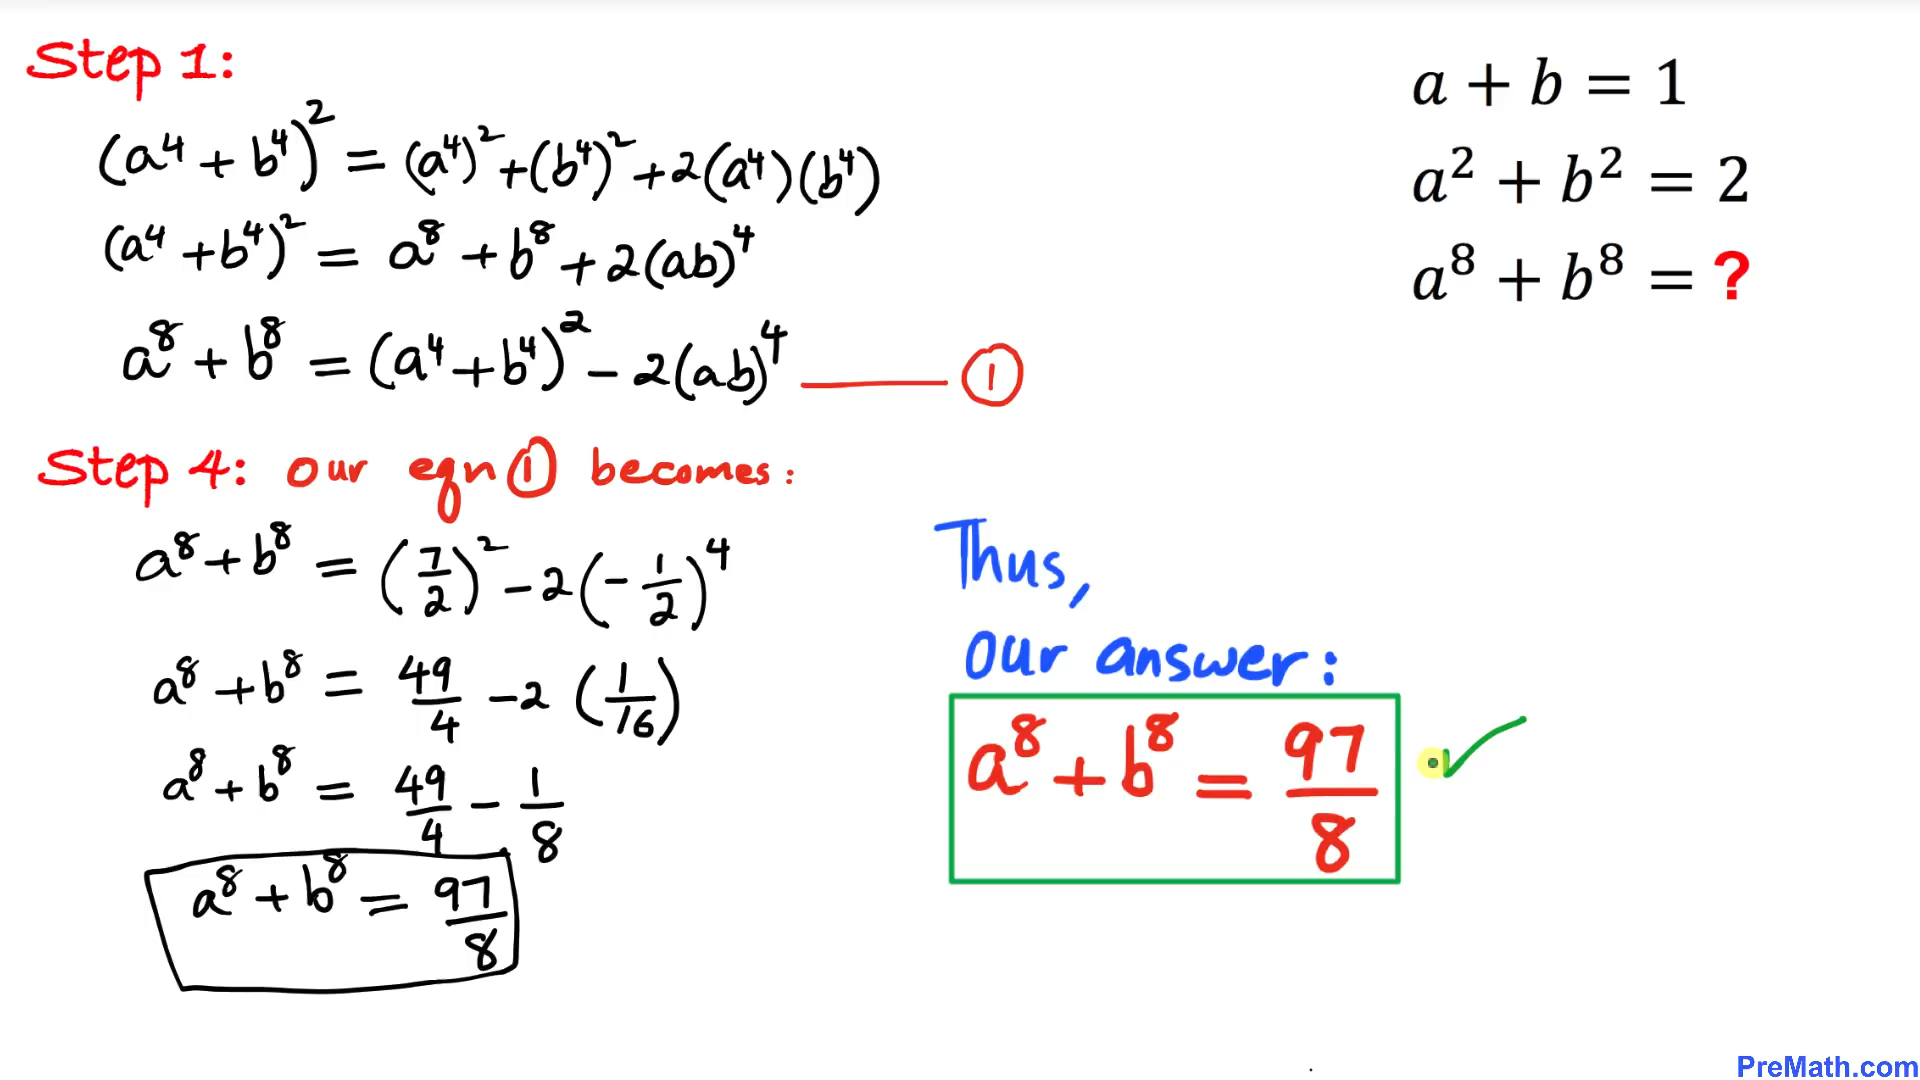 Step 1:
(a⁴ + b⁴)² = (a⁴)² + (b⁴)² + 2(a⁴)(b⁴)
(a⁴ + b⁴)² = a⁸ + b⁸ + 2(ab)⁴
a⁸ + b⁸ = (a⁴ + b⁴)² − 2(ab)⁴ —— ①
Step 4: our eqn ① becomes:
a⁸ + b⁸ = (7/2)² − 2(−1/2)⁴
a⁸ + b⁸ = 49/4 − 2(1/16)
a⁸ + b⁸ = 49/4 − 1/8
a⁸ + b⁸ = 97/8
a + b = 1
a² + b² = 2
a⁸ + b⁸ = ?
Thus,
our answer:
a⁸ + b⁸ = 97/8
PreMath.com